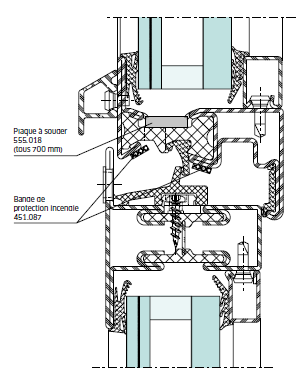 Plaque à souder
555.018
(tous 700 mm)
Bande de
protection incendie
451.087